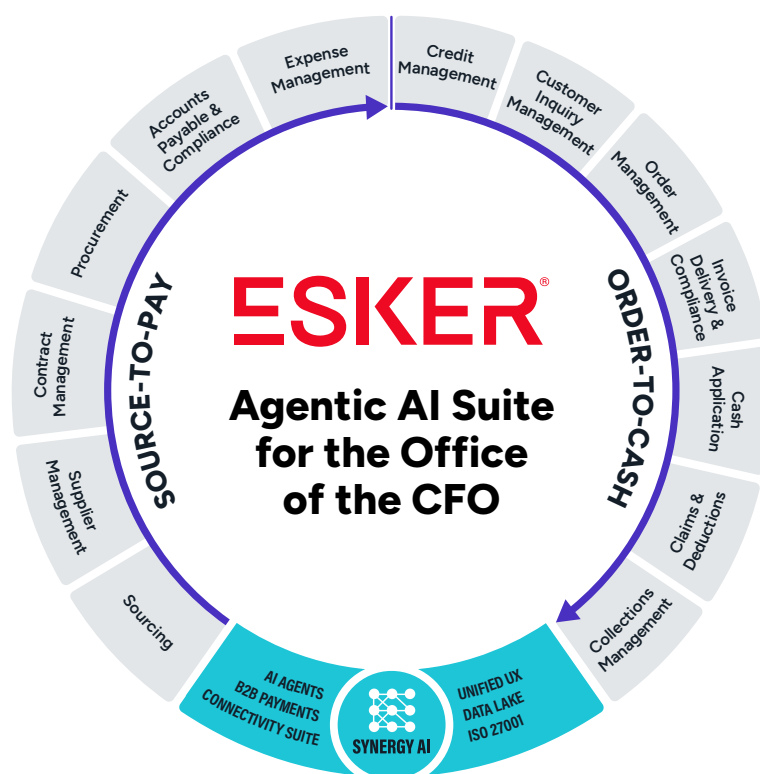 Expense
Management
Credit
Management
Accounts
Payable &
Compliance
Customer
Inquiry
Management
Procurement
Order
Management
Contract
Management
Invoice
Delivery &
Compliance
Supplier
Management
Cash
Application
Sourcing
Claims &
Deductions
Collections
Management
SOURCE-TO-PAY
ORDER-TO-CASH
ESKER®
Agentic AI Suite
for the Office
of the CFO
AI AGENTS
B2B PAYMENTS
CONNECTIVITY SUITE
SYNERGY AI
UNIFIED UX
DATA LAKE
ISO 27001